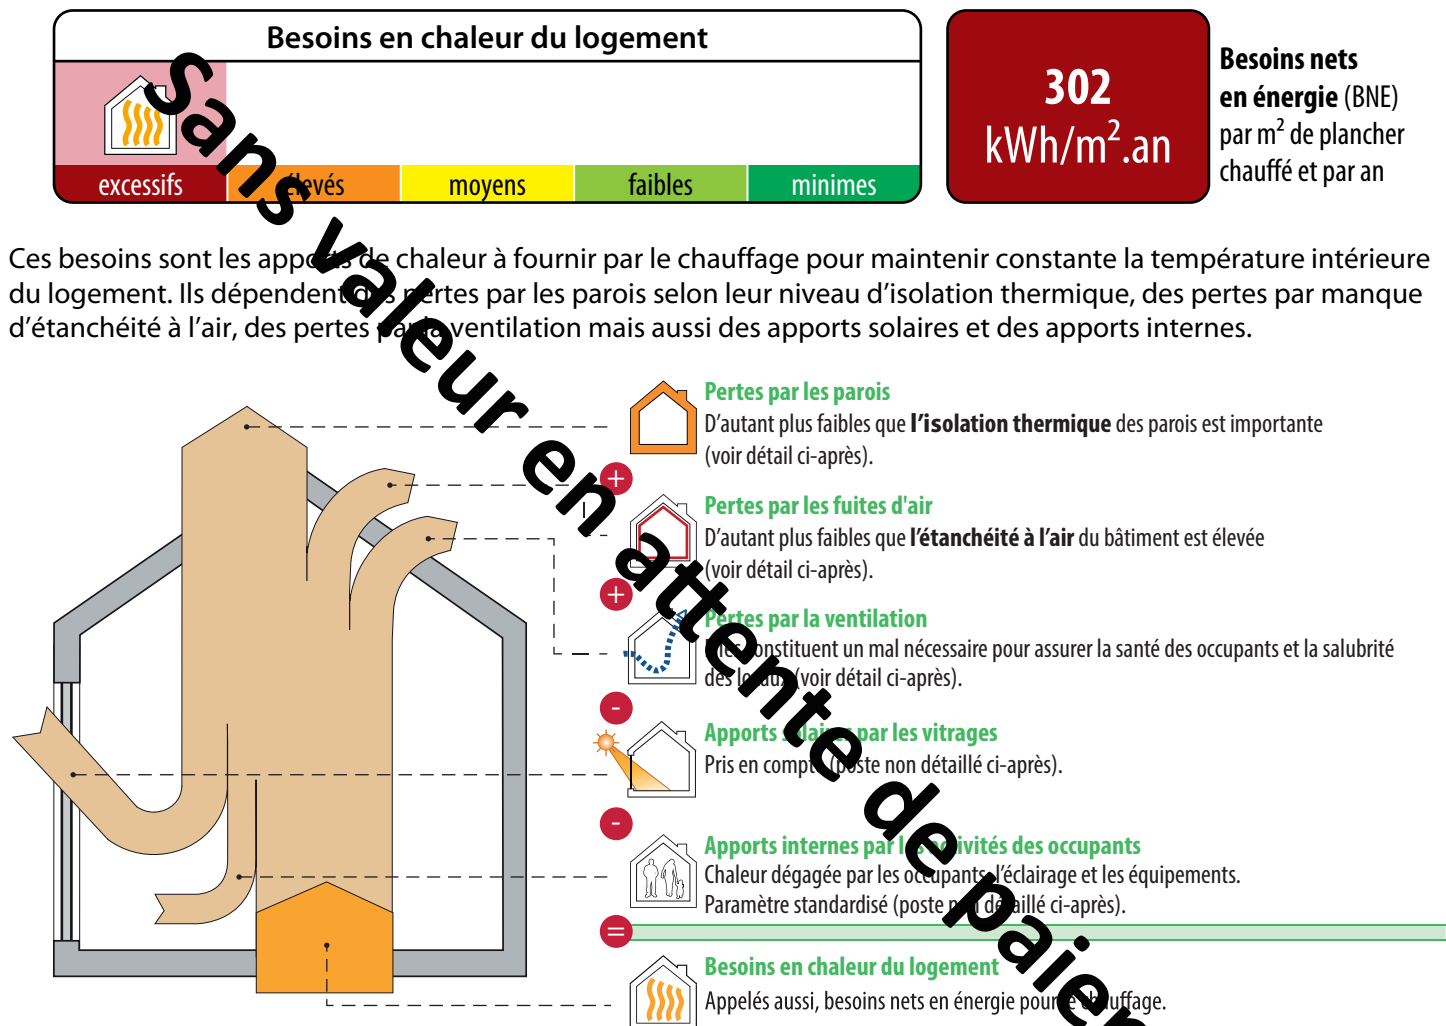 Besoins en chaleur du logement
excessifs élevés moyens faibles minimes
302
kWh/m².an
Besoins nets
en énergie (BNE)
par m² de plancher
chauffé et par an
Ces besoins sont les apports de chaleur à fournir par le chauffage pour maintenir constante la température intérieure
du logement. Ils dépendent des pertes par les parois selon leur niveau d’isolation thermique, des pertes par manque
d’étanchéité à l’air, des pertes par la ventilation mais aussi des apports solaires et des apports internes.
Pertes par les parois
D’autant plus faibles que l’isolation thermique des parois est importante
(voir détail ci-après).
+
Pertes par les fuites d'air
D’autant plus faibles que l’étanchéité à l’air du bâtiment est élevée
(voir détail ci-après).
+
Pertes par la ventilation
Elles constituent un mal nécessaire pour assurer la santé des occupants et la salubrité
des locaux (voir détail ci-après).
-
Apports solaires par les vitrages
Pris en compte (poste non détaillé ci-après).
-
Apports internes par les activités des occupants
Chaleur dégagée par les occupants, l’éclairage et les équipements.
Paramètre standardisé (poste non détaillé ci-après).
=
Besoins en chaleur du logement
Appelés aussi, besoins nets en énergie pour le chauffage.
Sans valeur en attente de paiem